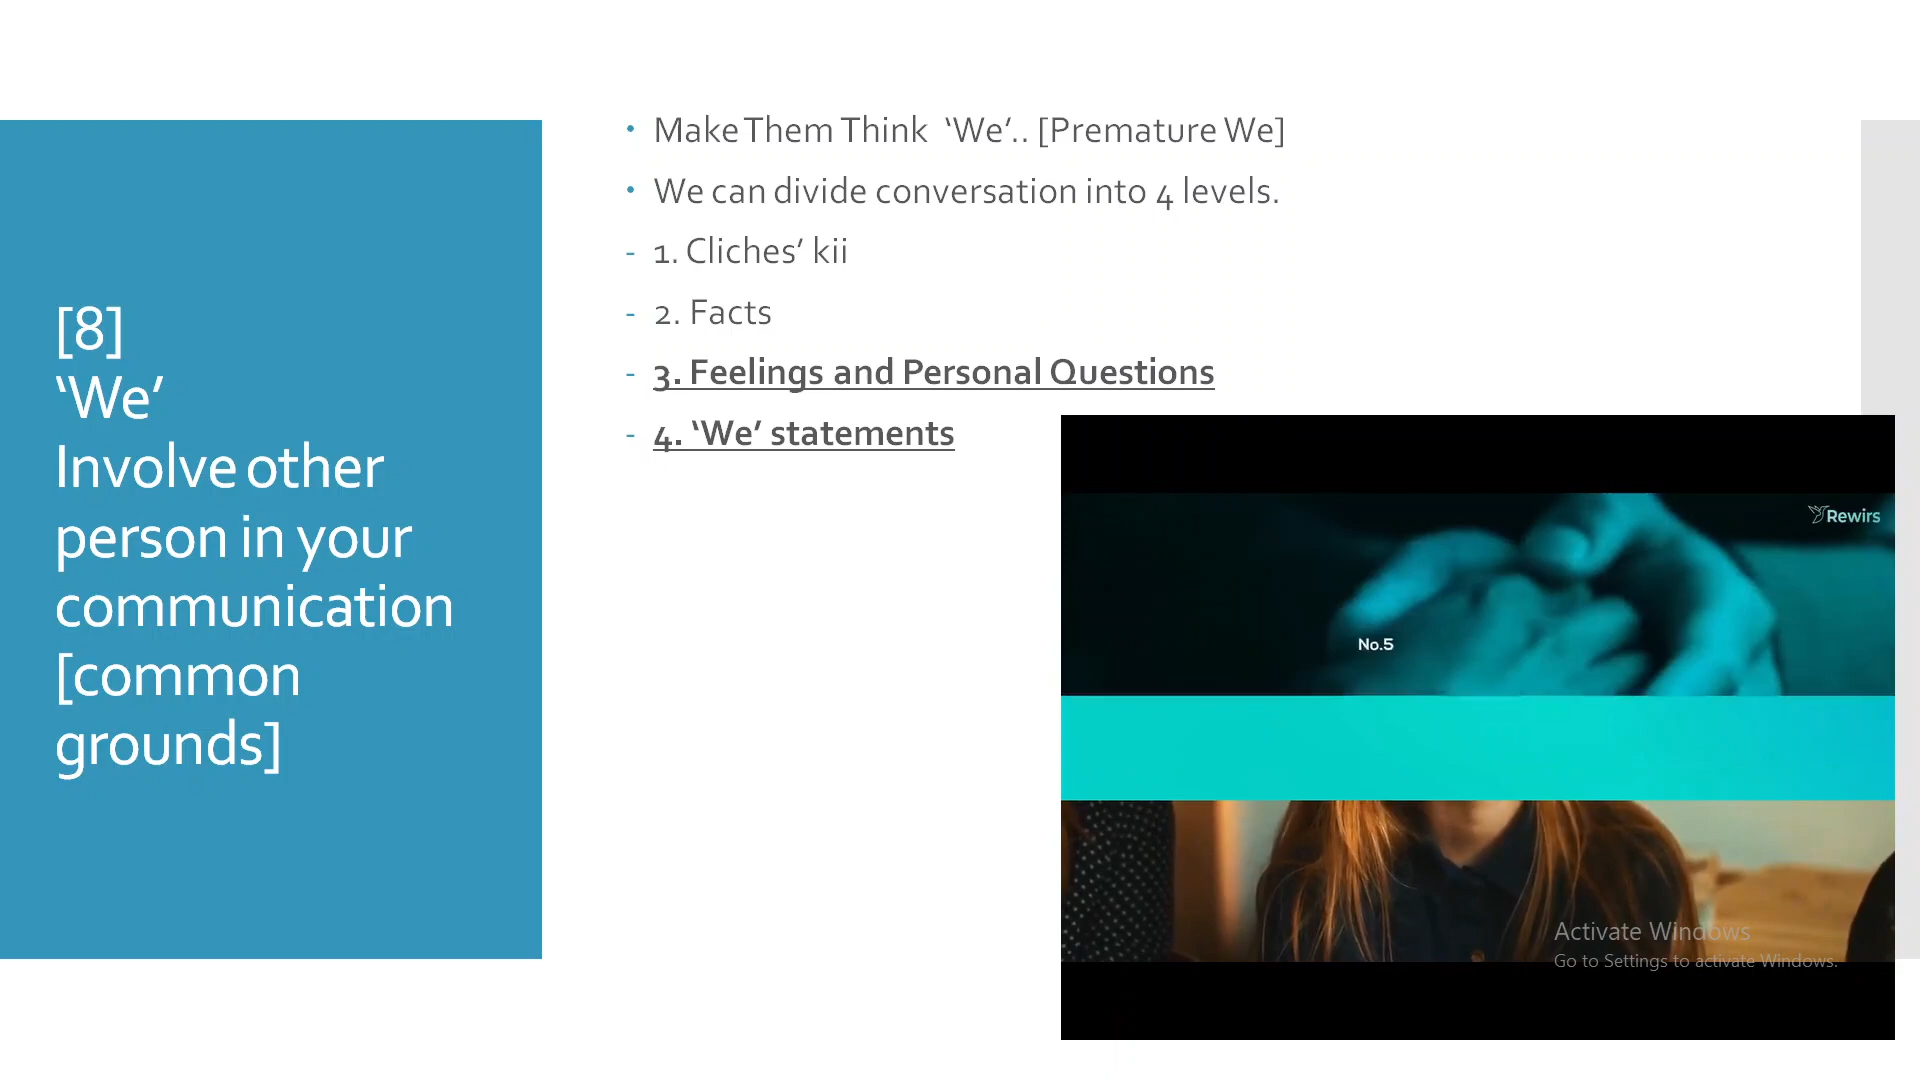 [8]
‘We’
Involve other
person in your
communication
[common
grounds]
Make Them Think ‘We’.. [Premature We]
We can divide conversation into 4 levels.
- 1. Cliches’ kii
- 2. Facts
- 3. Feelings and Personal Questions
- 4. ‘We’ statements
Rewirs
No.5
Activate Windows
Go to Settings to activate Windows.